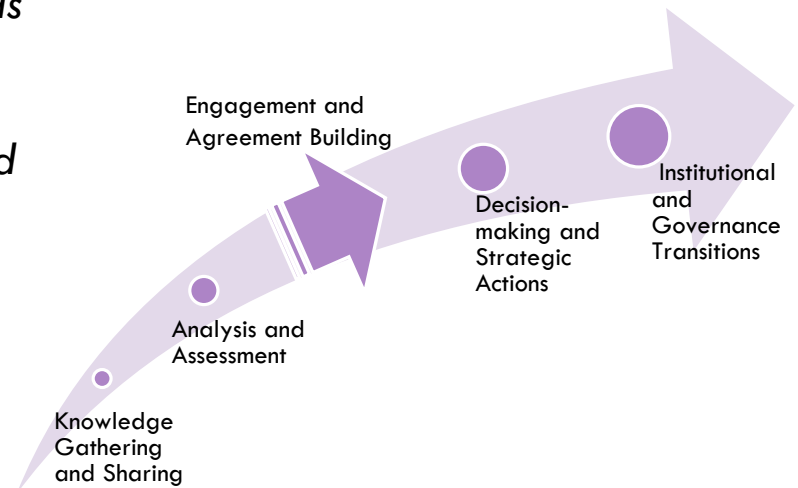 Engagement and
Agreement Building
Decision-
making and
Strategic
Actions
Institutional
and
Governance
Transitions
Analysis and
Assessment
Knowledge
Gathering
and Sharing